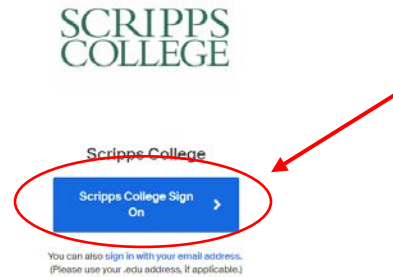 SCRIPPS
COLLEGE
Scripps College
Scripps College Sign
On
You can also sign in with your email address.
(Please use your .edu address, if applicable.)